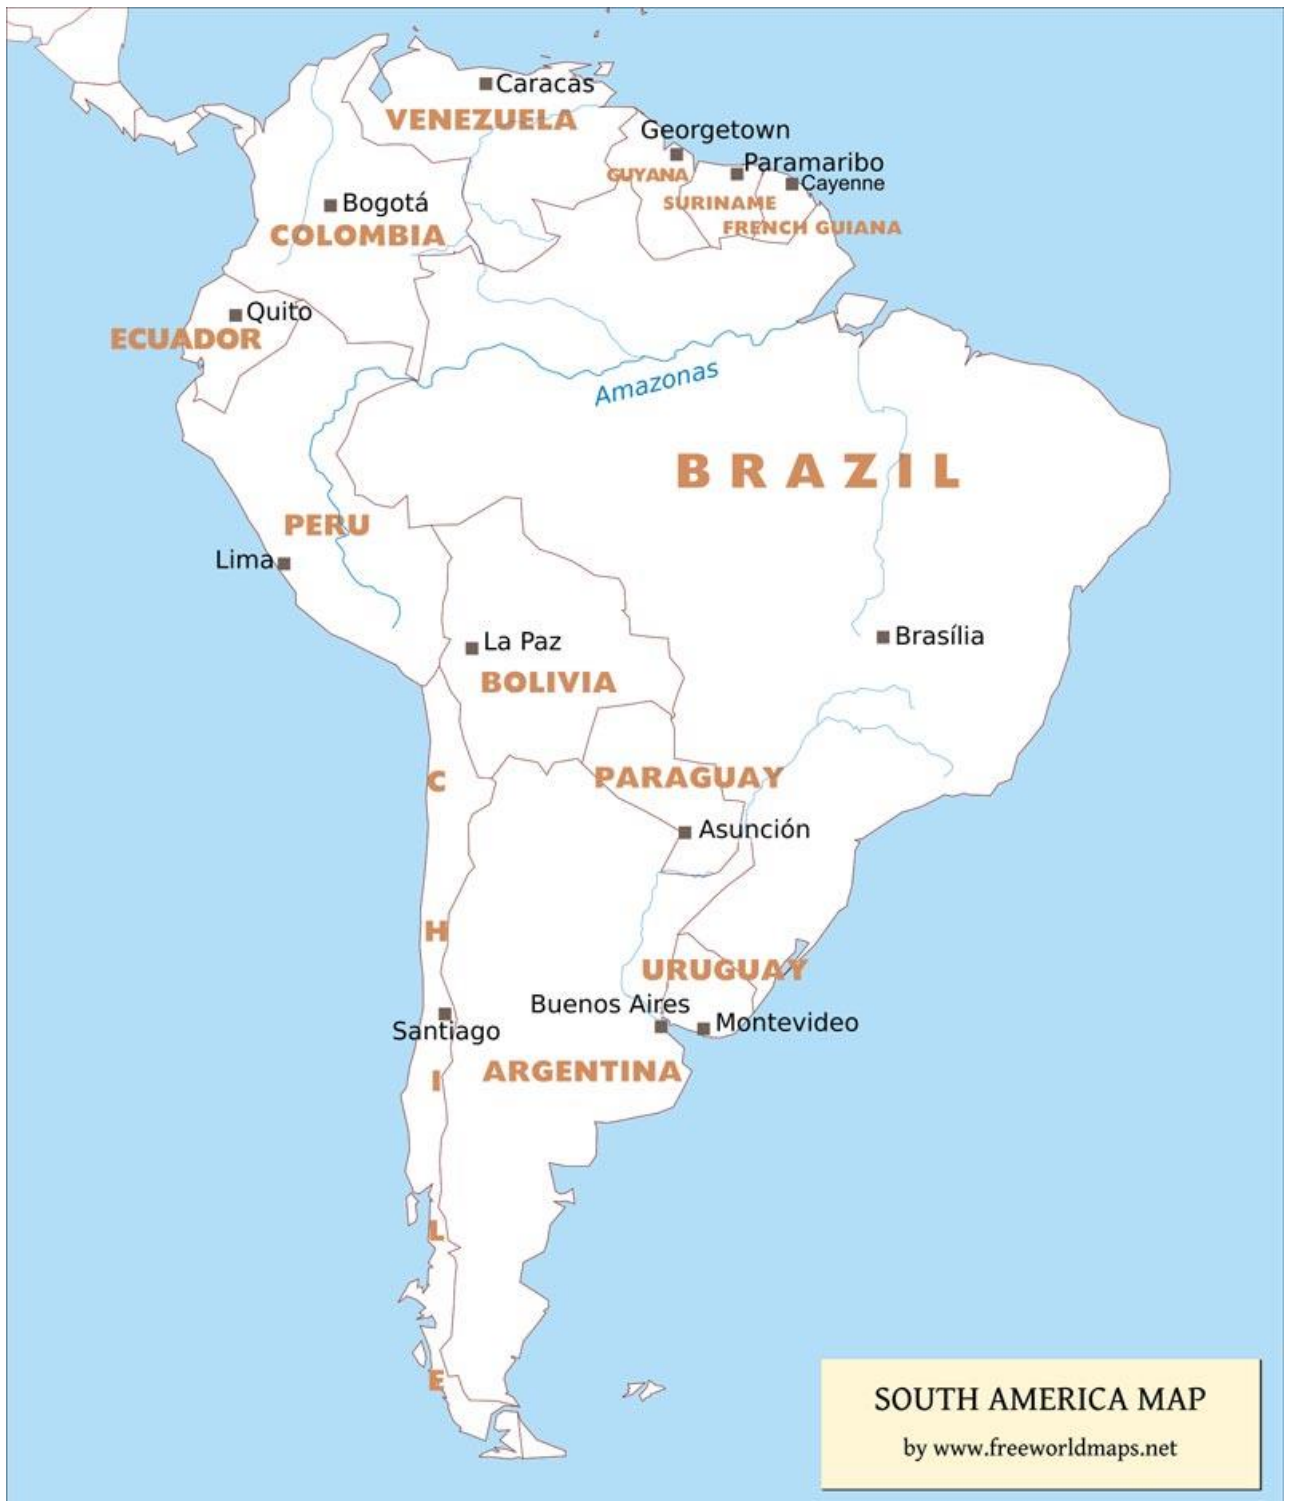 Caracas
VENEZUELA
Georgetown
Paramaribo
GUYANA
Cayenne
Bogotá
SURINAME
FRENCH GUIANA
COLOMBIA
Quito
ECUADOR
Amazonas
BRAZIL
PERU
Lima
Brasília
La Paz
BOLIVIA
PARAGUAY
Asunción
CHILE
URUGUAY
Buenos Aires
Montevideo
Santiago
ARGENTINA
SOUTH AMERICA MAP
by www.freeworldmaps.net